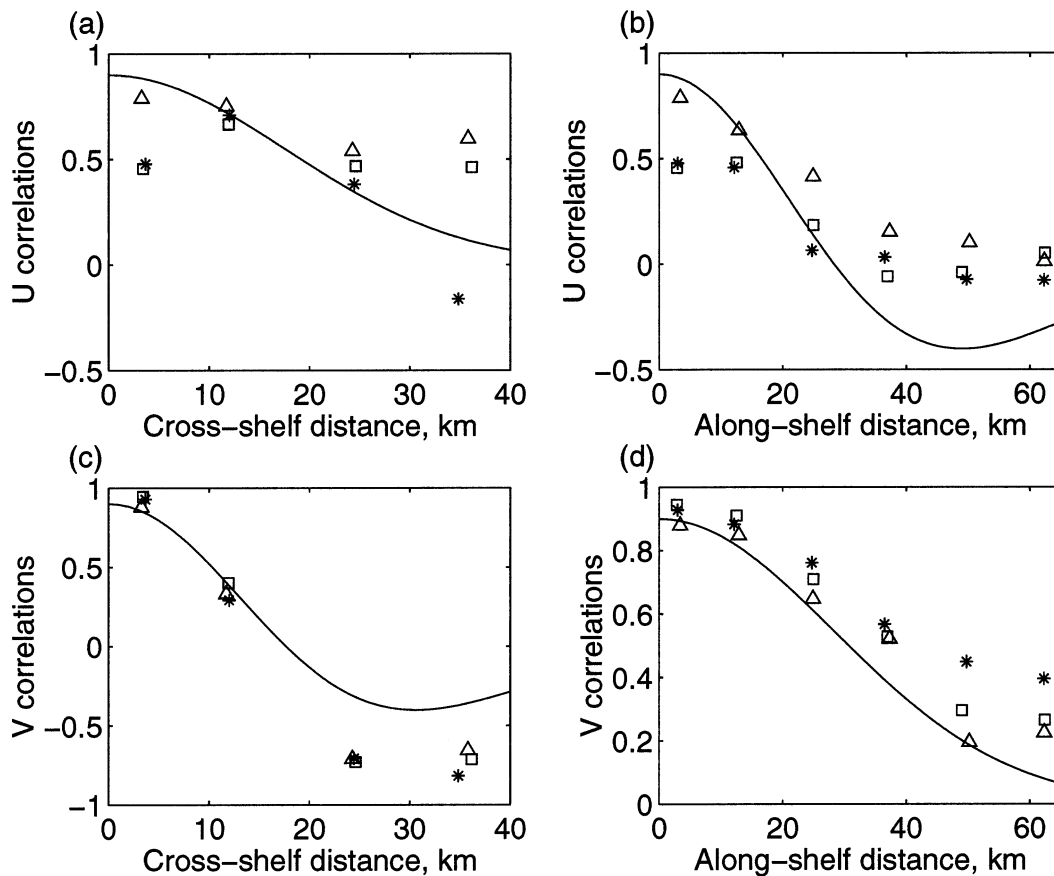 (a)
1
0.5
0
−0.5
U correlations
0 10 20 30 40
Cross−shelf distance, km
(b)
1
0.5
0
−0.5
U correlations
0 20 40 60
Along−shelf distance, km
(c)
1
0.5
0
−0.5
−1
V correlations
0 10 20 30 40
Cross−shelf distance, km
(d)
1
0.8
0.6
0.4
0.2
0
V correlations
0 20 40 60
Along−shelf distance, km